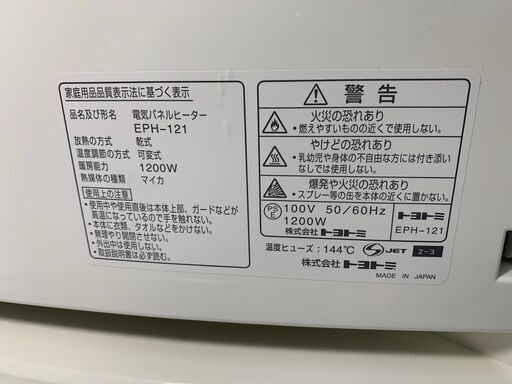 家庭用品品質表示法に基づく表示
品名及び形名 電気パネルヒーター
EPH-121
放熱の方式 乾式
温度調節の方式 可変式
暖房能力 1200W
熱媒体の種類 マイカ
使用上の注意
・使用中や使用直後は本体上部、ガードなどが
高温になっているので手を触れない。
・本体に衣類、タオルなどをかけない。
・無理やり開閉させない。
・外出中は使用しない。
・取扱説明書は必ず読む。
株式会社 トヨトミ
警告
火災の恐れあり
・燃えやすいものの近くで使用しない。
やけどの恐れあり
・乳幼児や身体の不自由な方には付き添い
なしでは使用しない。
爆発や火災の恐れあり
・スプレー等の缶を本体の近くに置かない。
PS
E
100V 50/60Hz
1200W
トヨトミ
EPH-121
温度ヒューズ:144℃
S JET
2-3
株式会社 トヨトミ
MADE IN JAPAN